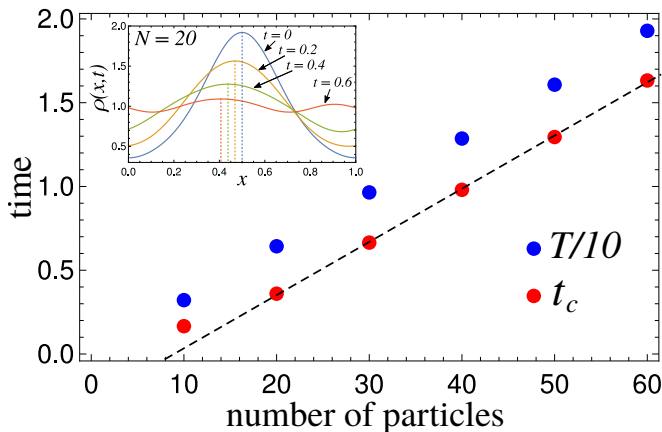 2.0
1.5
1.0
0.5
0.0
time
0 10 20 30 40 50 60
number of particles
T/10
t_c
N = 20
t = 0
t = 0.2
t = 0.4
t = 0.6
2.0
1.5
1.0
0.5
ρ(x,t)
0.0 0.2 0.4 0.6 0.8 1.0
x